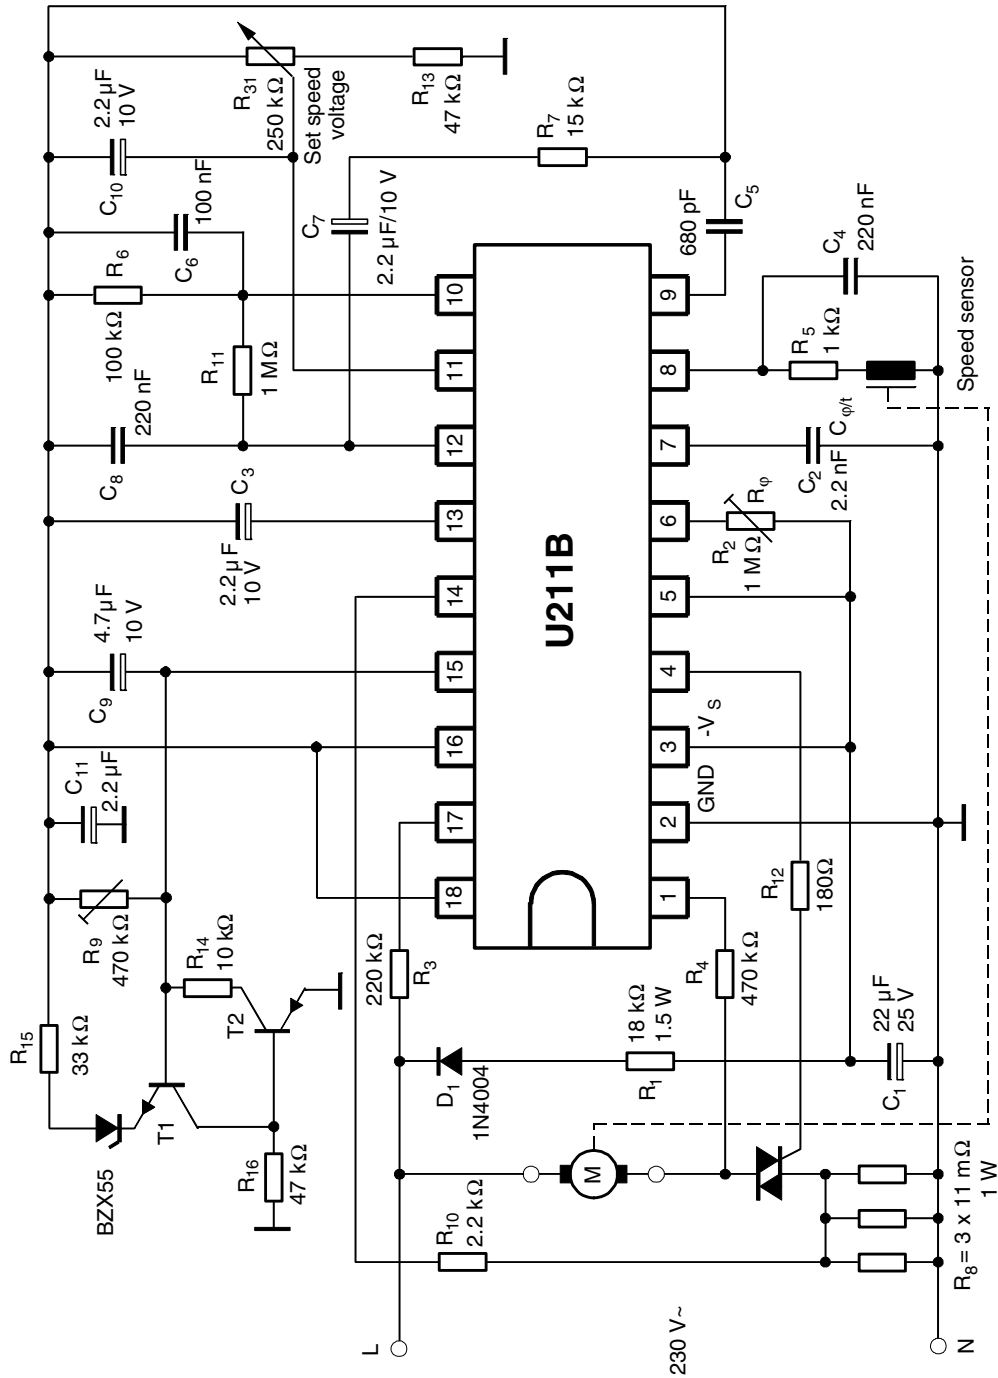 R15
33 kΩ
BZX55
T1
R9
470 kΩ
C11
2.2 µF
C9
4.7 µF
10 V
C8
220 nF
R6
100 kΩ
C10
2.2 µF
10 V
R14
10 kΩ
T2
R16
47 kΩ
C3
2.2 µF
10 V
R11
1 MΩ
C6
100 nF
R31
250 kΩ
Set speed
voltage
C7
2.2 µF/10 V
R13
47 kΩ
L
R10
2.2 kΩ
R3
220 kΩ
18
17
16
15
14
13
12
11
10
D1
1N4004
U211B
R7
15 kΩ
M
R1
18 kΩ
1.5 W
1
2
3
4
5
6
7
8
9
230 V~
R4
470 kΩ
GND
-VS
R2
1 MΩ
Rφ
680 pF
C5
R12
180Ω
C2
2.2 nF
Cφ/t
R5
1 kΩ
C4
220 nF
C1
22 µF
25 V
N
R8 = 3 x 11 mΩ
1 W
Speed sensor